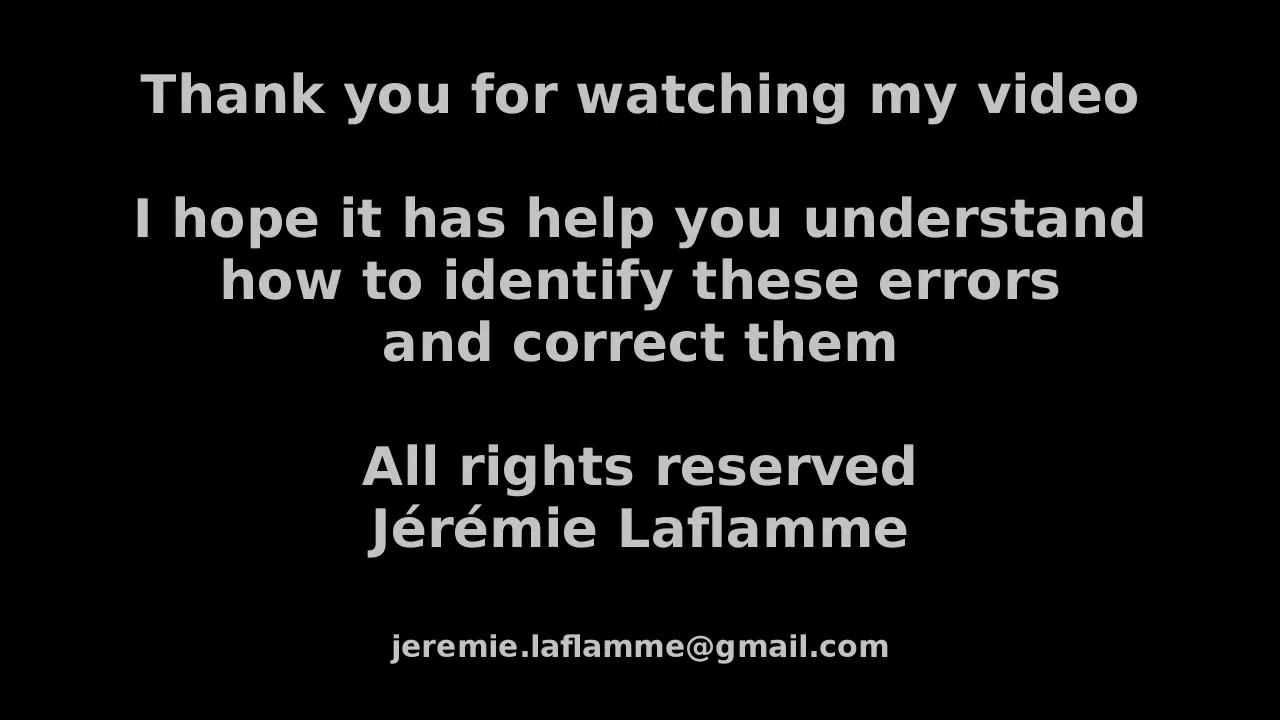 Thank you for watching my video
I hope it has help you understand
how to identify these errors
and correct them
All rights reserved
Jérémie Laflamme
jeremie.laflamme@gmail.com